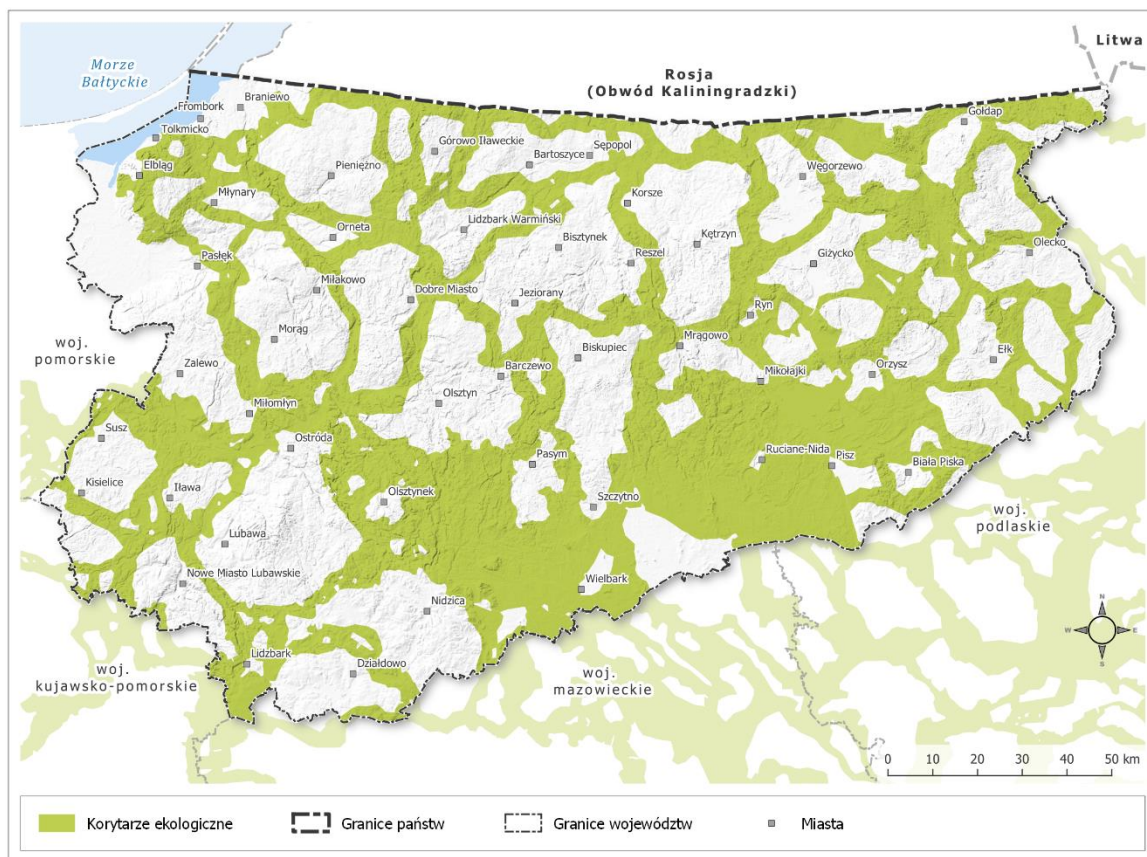 Morze
Bałtyckie
Litwa
Rosja
(Obwód Kaliningradzki)
Frombork
Braniewo
Tolkmicko
Gołdap
Górowo Iławeckie
Sępopol
Bartoszyce
Elbląg
Pieniężno
Węgorzewo
Młynary
Korsze
Lidzbark Warmiński
Orneta
Bisztynek
Kętrzyn
Olecko
Pasłęk
Reszel
Giżycko
Miłakowo
Dobre Miasto
Jeziorany
Ryn
Morąg
Mrągowo
woj.
pomorskie
Biskupiec
Ełk
Zalewo
Barczewo
Mikołajki
Orzysz
Olsztyn
Miłomłyn
Susz
Ostróda
Pasym
Ruciane-Nida
Pisz
Biała Piska
Kisielice
Iława
Olsztynek
Szczytno
woj.
podlaskie
Lubawa
Nowe Miasto Lubawskie
Wielbark
Nidzica
N
W
E
S
Lidzbark
Działdowo
woj.
kujawsko-pomorskie
woj.
mazowieckie
0 10 20 30 40 50 km
Korytarze ekologiczne
Granice państw
Granice województw
Miasta